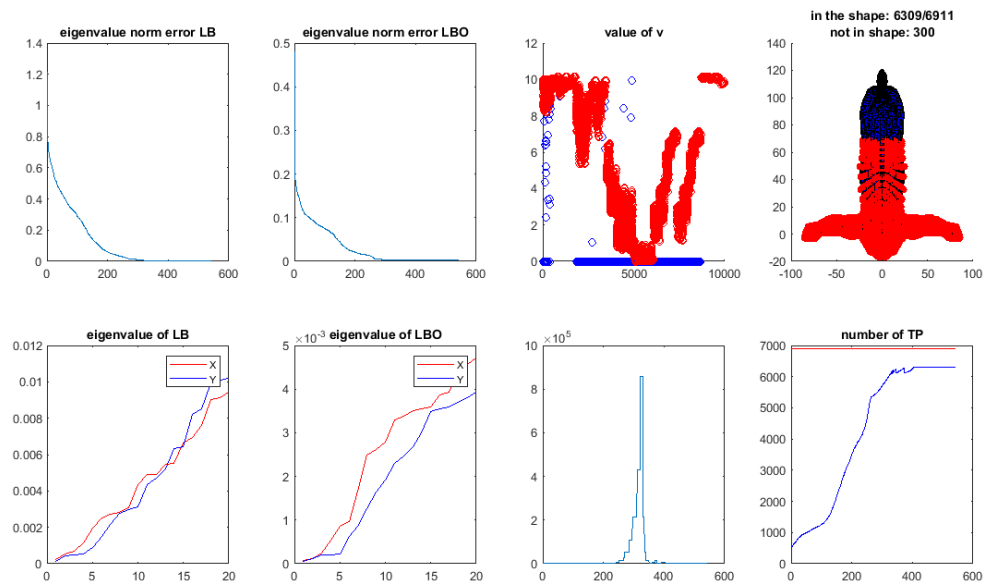 eigenvalue norm error LB
1.4
1.2
1
0.8
0.6
0.4
0.2
0
0 200 400 600
eigenvalue norm error LBO
0.5
0.4
0.3
0.2
0.1
0
0 200 400 600
value of v
12
10
8
6
4
2
0
0 5000 10000
in the shape: 6309/6911
not in shape: 300
140
120
100
80
60
40
20
0
-20
-100 -50 0 50 100
eigenvalue of LB
0.012
0.01
0.008
0.006
0.004
0.002
0
0 5 10 15 20
X
Y
×10-3 eigenvalue of LBO
5
4
3
2
1
0
0 5 10 15 20
X
Y
×10^5
10
8
6
4
2
0
0 200 400 600
number of TP
7000
6000
5000
4000
3000
2000
1000
0
0 200 400 600